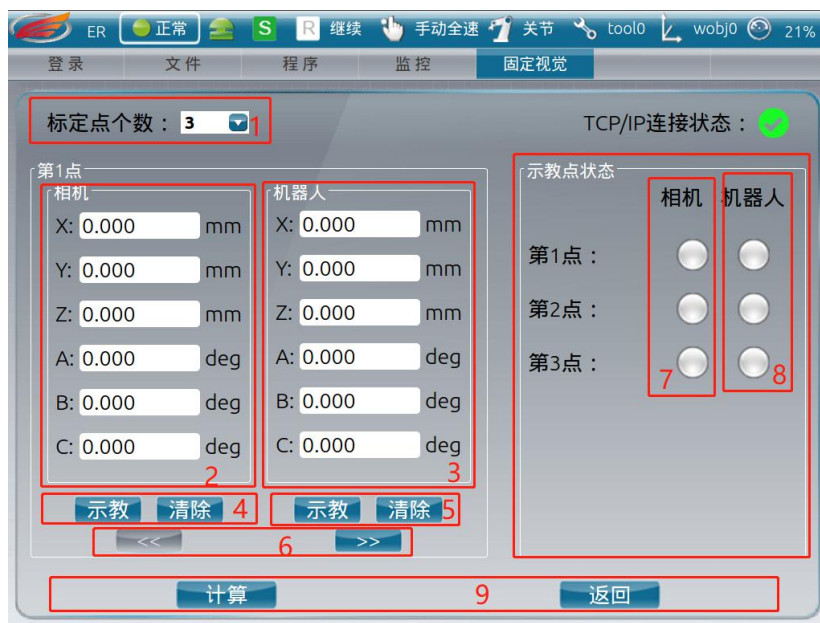 ER 正常 S R 继续 手动全速 关节 tool0 wobj0 21%
登录 文件 程序 监控 固定视觉
标定点个数： 3 1 TCP/IP连接状态：
第1点
相机
X: 0.000 mm
Y: 0.000 mm
Z: 0.000 mm
A: 0.000 deg
B: 0.000 deg
C: 0.000 deg
2
机器人
X: 0.000 mm
Y: 0.000 mm
Z: 0.000 mm
A: 0.000 deg
B: 0.000 deg
C: 0.000 deg
3
示教 清除 4
示教 清除 5
<< 6 >>
示教点状态
相机 机器人
第1点：
第2点：
第3点：
7 8
计算 9 返回